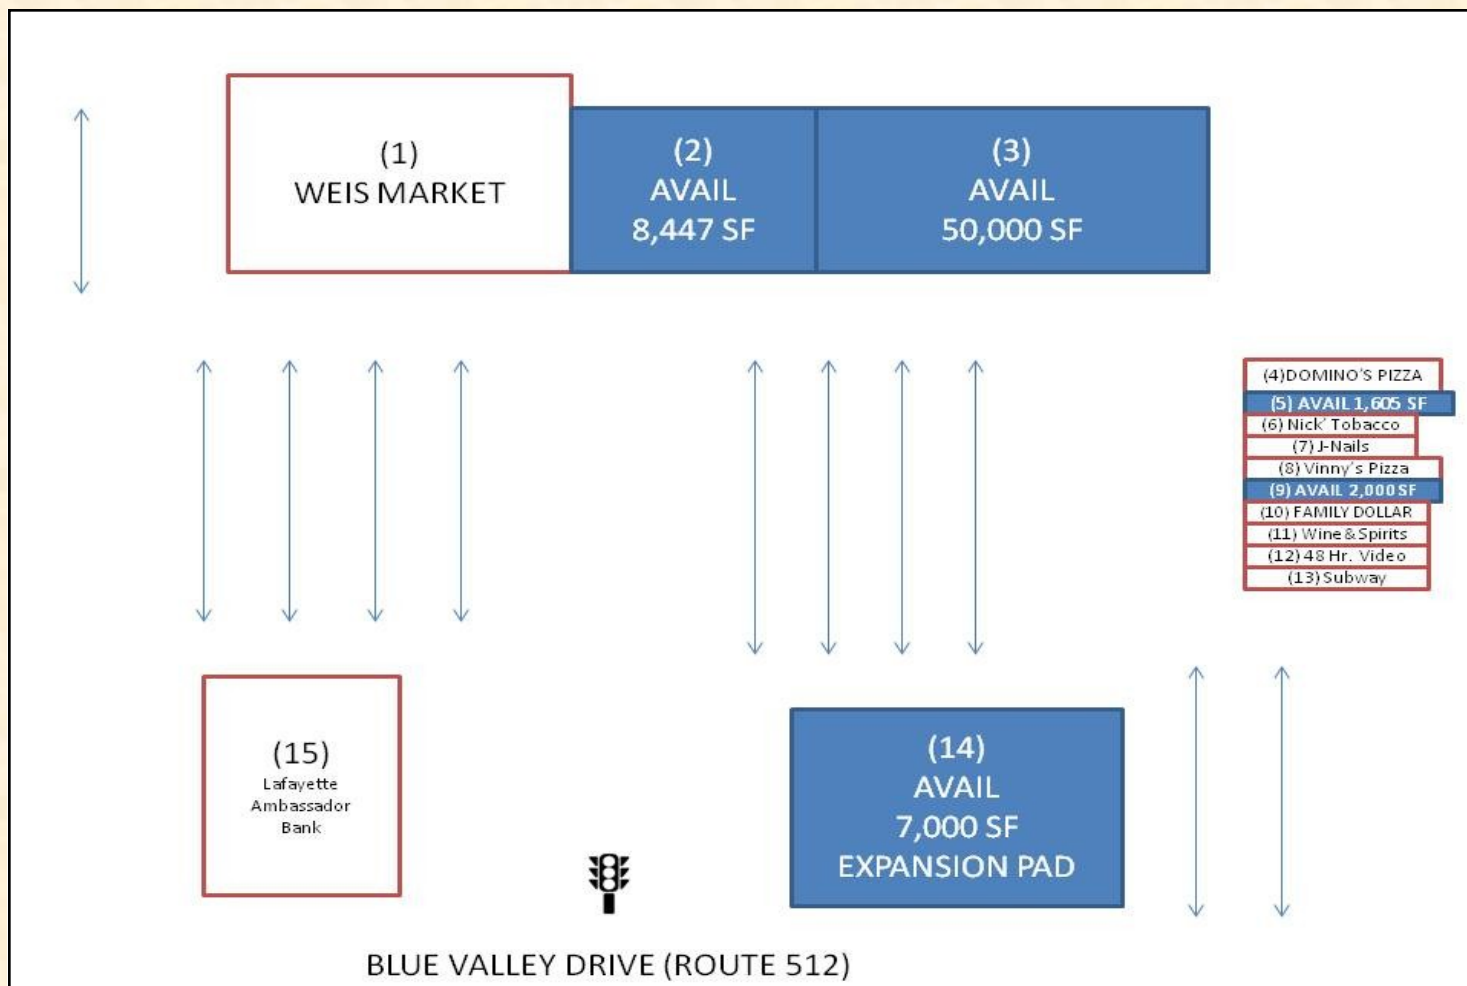 (1)
WEIS MARKET
(2)
AVAIL
8,447 SF
(3)
AVAIL
50,000 SF
(4)DOMINO'S PIZZA
(5) AVAIL 1,605 SF
(6) Nick' Tobacco
(7) J-Nails
(8) Vinny's Pizza
(9) AVAIL 2,000 SF
(10) FAMILY DOLLAR
(11) Wine & Spirits
(12) 48 Hr. Video
(13) Subway
(15)
Lafayette
Ambassador
Bank
(14)
AVAIL
7,000 SF
EXPANSION PAD
BLUE VALLEY DRIVE (ROUTE 512)